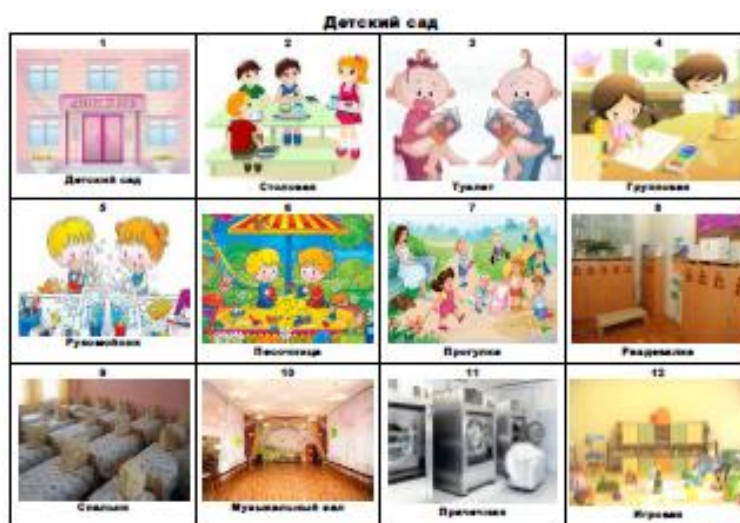 Детский сад
1
2
3
4
Детский сад
Столовая
Туалет
Групповая
5
6
7
8
Рукомойник
Песочница
Прогулка
Раздевалка
9
10
11
12
Спальня
Музыкальный зал
Прачечная
Игровая